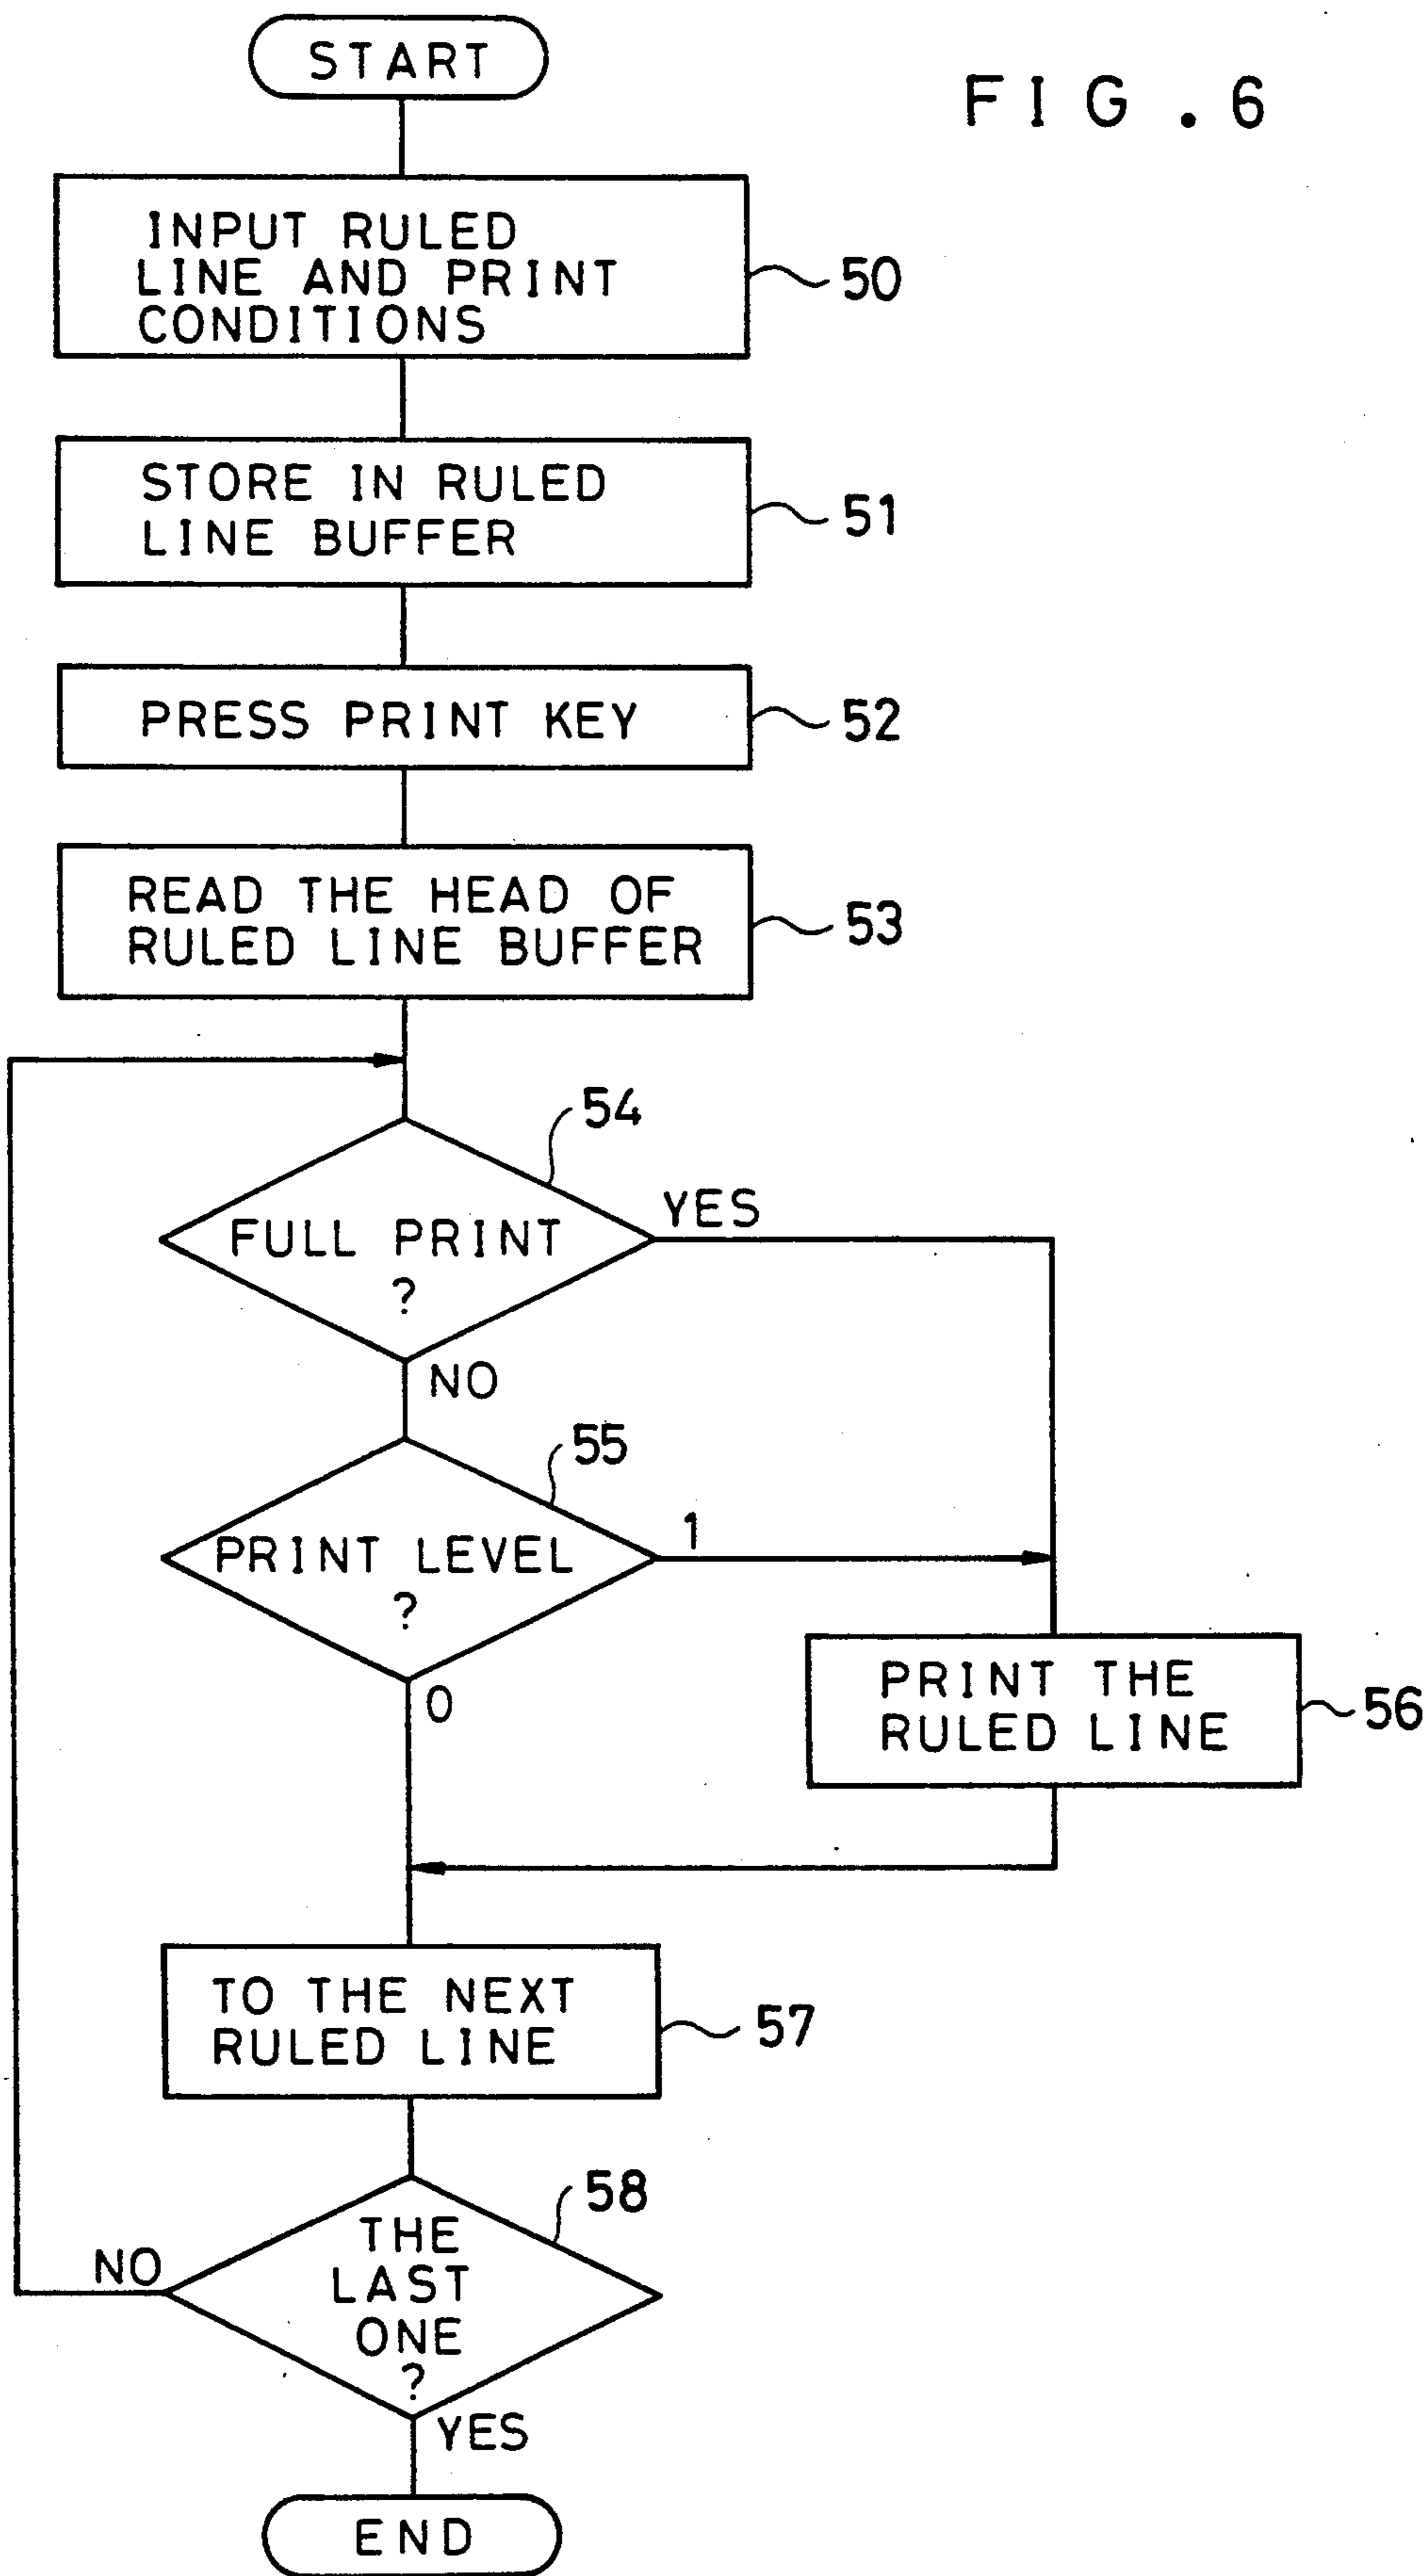 START
FIG.6
INPUT RULED
LINE AND PRINT
CONDITIONS
50
STORE IN RULED
LINE BUFFER
51
PRESS PRINT KEY
52
READ THE HEAD OF
RULED LINE BUFFER
53
54
FULL PRINT
?
YES
NO
55
PRINT LEVEL
?
1
0
PRINT THE
RULED LINE
56
TO THE NEXT
RULED LINE
57
58
THE
LAST
ONE
?
NO
YES
END